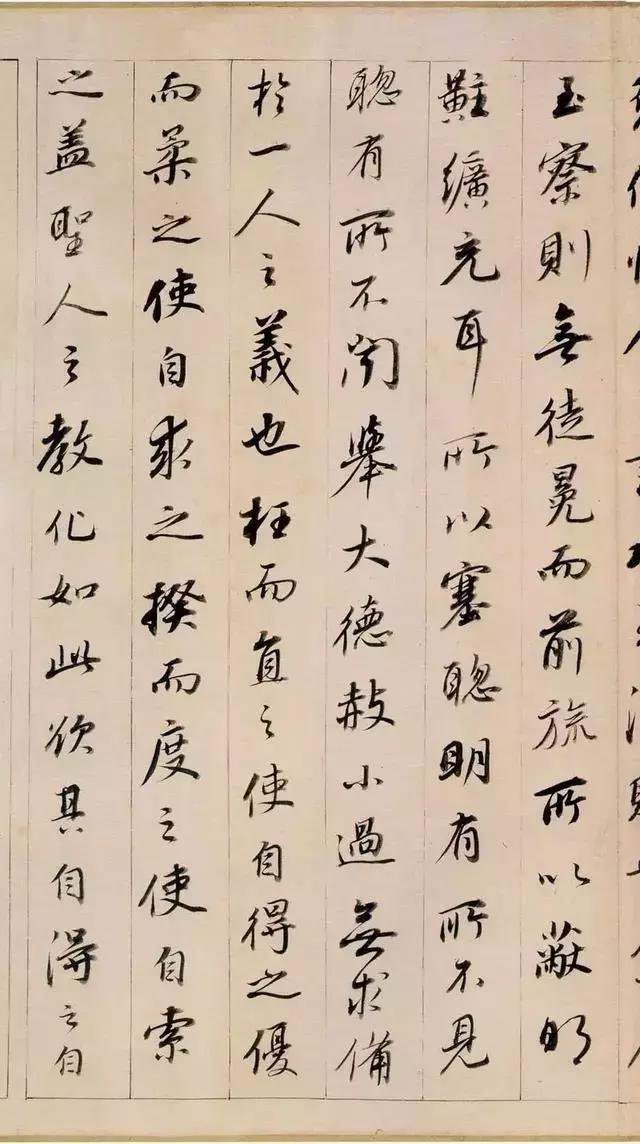 至察則無徒冕而前旒所以蔽明
黈纊充耳所以塞聰明有所不見
聰有所不聞舉大德赦小過無求備
於一人之義也枉而直之使自得之優
而柔之使自求之揆而度之使自索
之盖聖人之教化如此欲其自得之自